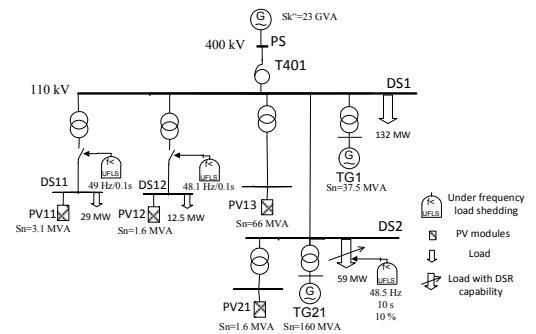 G
Sk"=23 GVA
PS
400 kV
T401
110 kV
DS1
132 MW
f<
UFLS
49 Hz/0.1s
f<
UFLS
48.1 Hz/0.1s
G
TG1
Sn=37.5 MVA
DS11
DS12
PV11
29 MW
Sn=3.1 MVA
PV12
12.5 MW
Sn=1.6 MVA
PV13
Sn=66 MVA
DS2
59 MW
f<
UFLS
48.5 Hz
10 s
10 %
PV21
Sn=1.6 MVA
G
TG21
Sn=160 MVA
f<
UFLS
Under frequency
load shedding
PV modules
Load
Load with DSR
capability